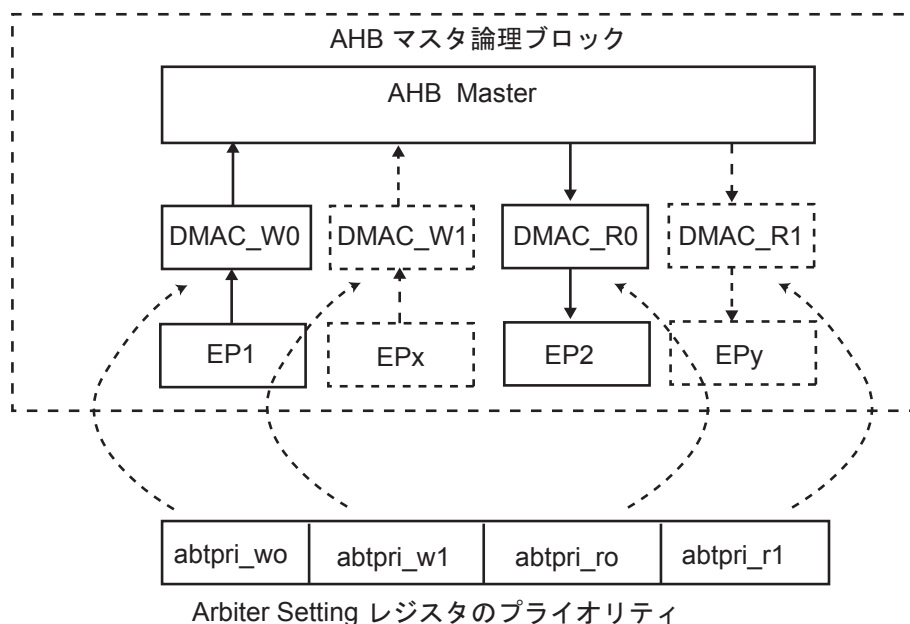 AHB マスタ論理ブロック
AHB Master
DMAC_W0
DMAC_W1
DMAC_R0
DMAC_R1
EP1
EPx
EP2
EPy
abtpri_wo
abtpri_w1
abtpri_ro
abtpri_r1
Arbiter Setting レジスタのプライオリティ